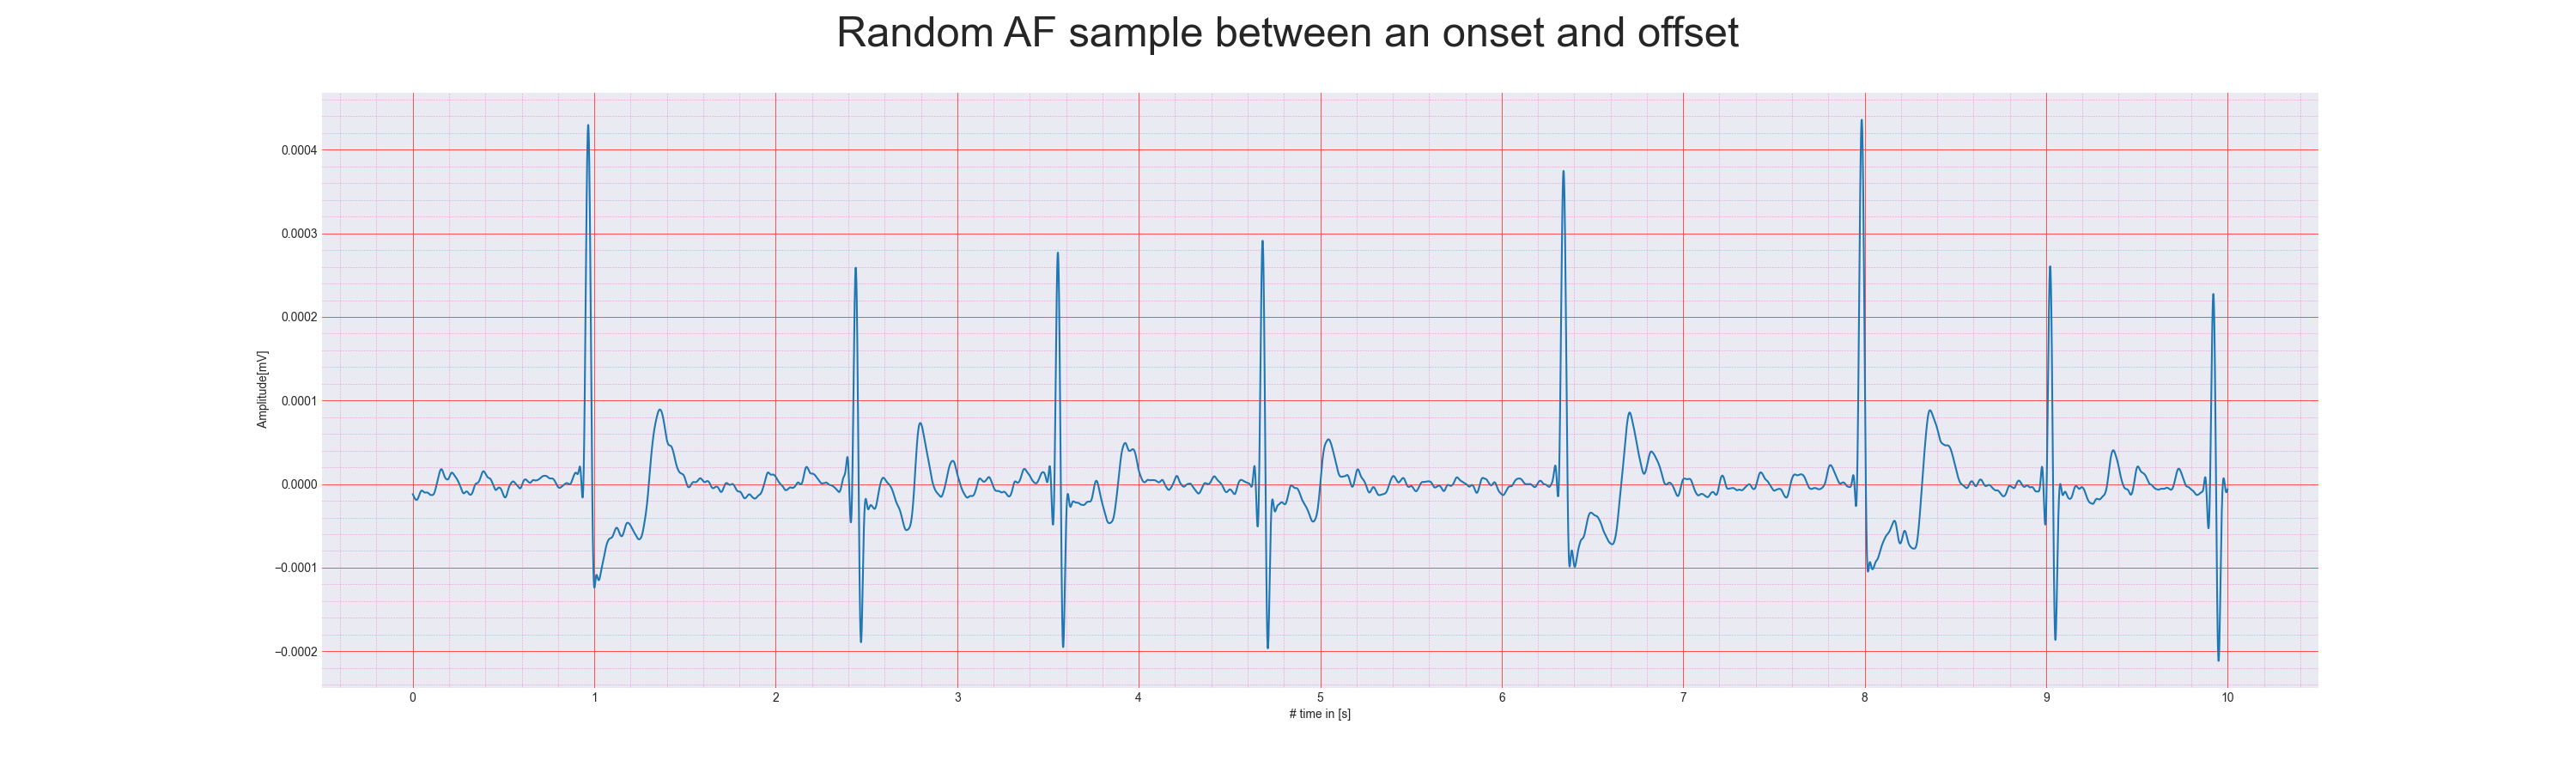 Random AF sample between an onset and offset
0.0004
0.0003
0.0002
0.0001
0.0000
−0.0001
−0.0002
Amplitude[mV]
0 1 2 3 4 5 6 7 8 9 10
# time in [s]